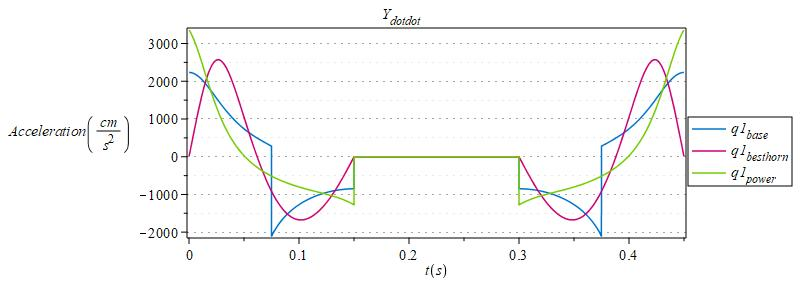 Y_dotdot
3000
2000
1000
0
−1000
−2000
Acceleration(cm/s^2)
0 0.1 0.2 0.3 0.4
t(s)
q1_base
q1_besthorn
q1_power